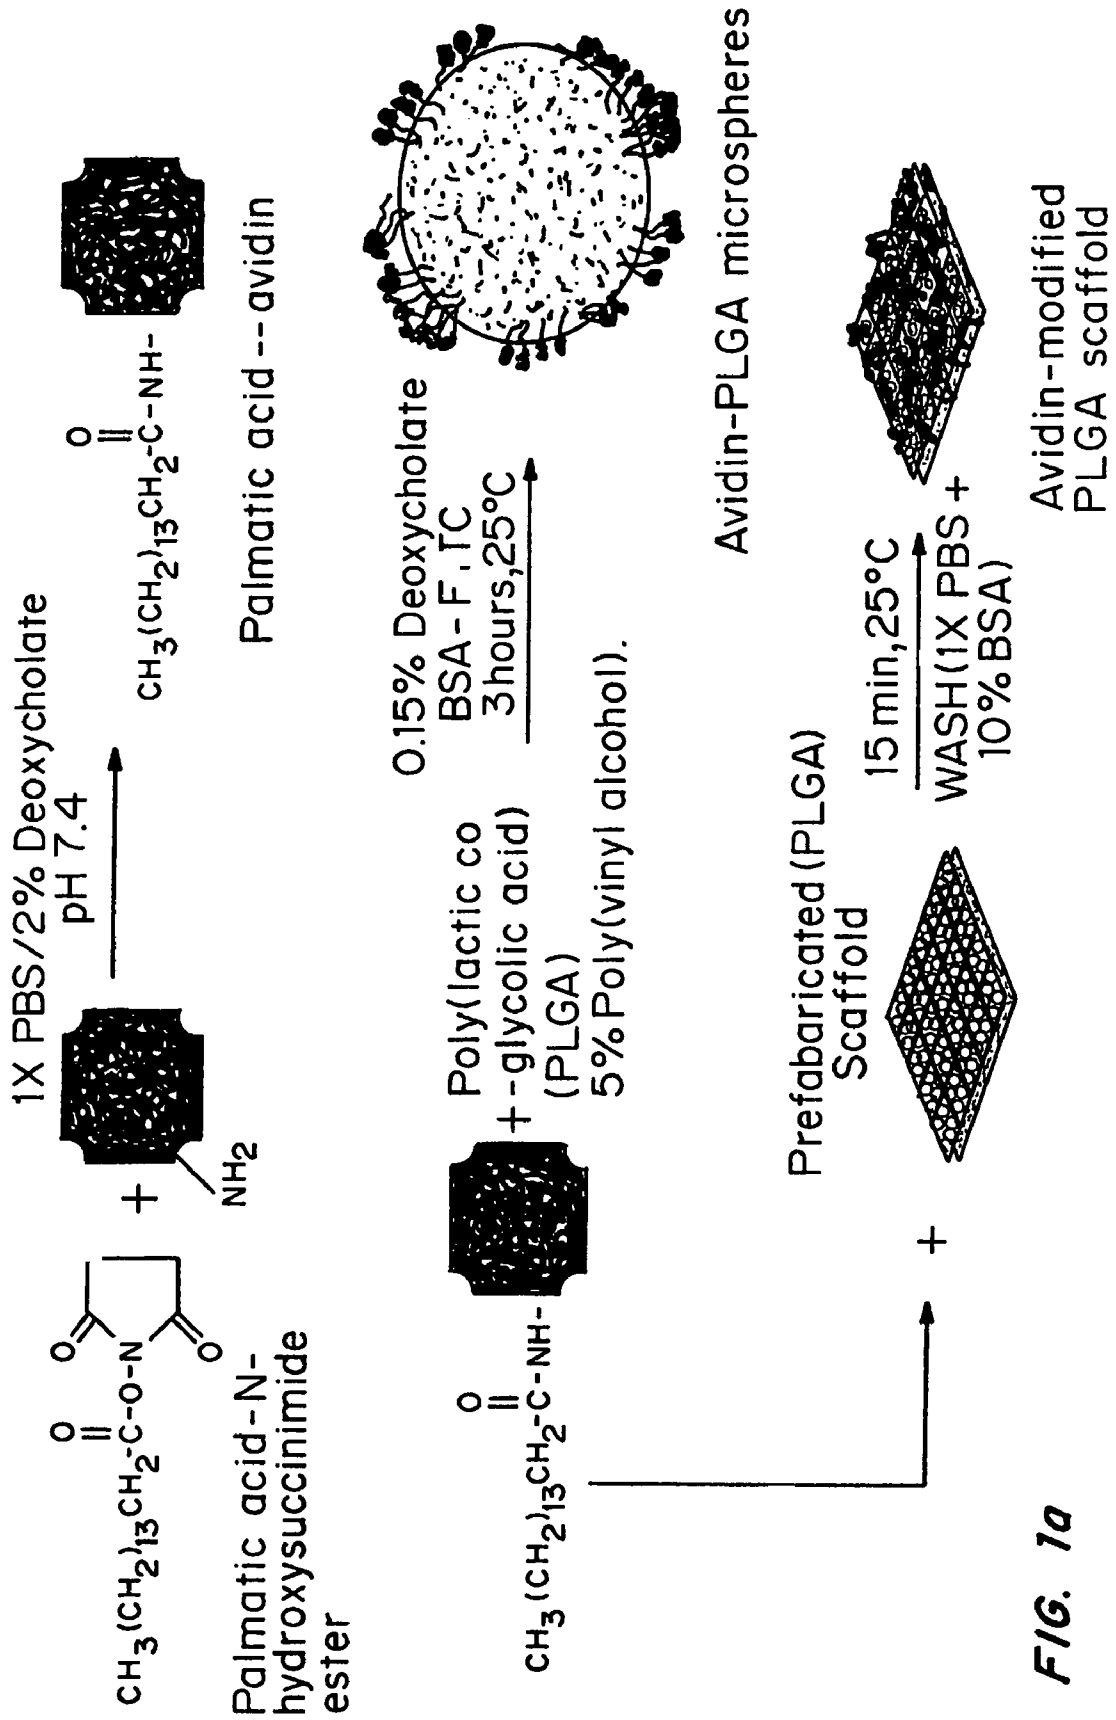 1X PBS/2% Deoxycholate
pH 7.4
CH3(CH2)13CH2-C-O-N
O
O
O
+
NH2
CH3(CH2)13CH2-C-NH-
O
Palmatic acid-N-
hydroxysuccinimide
ester
Palmatic acid--avidin
CH3(CH2)13CH2-C-NH-
O
+
Poly(lactic co
-glycolic acid)
(PLGA)
5% Poly(vinyl alcohol).
0.15% Deoxycholate
BSA-F.TC
3hours,25°C
Avidin-PLGA microspheres
+
Prefabaricated (PLGA)
Scaffold
15 min,25°C
WASH(1X PBS +
10% BSA)
Avidin-modified
PLGA scaffold
FIG. 1a